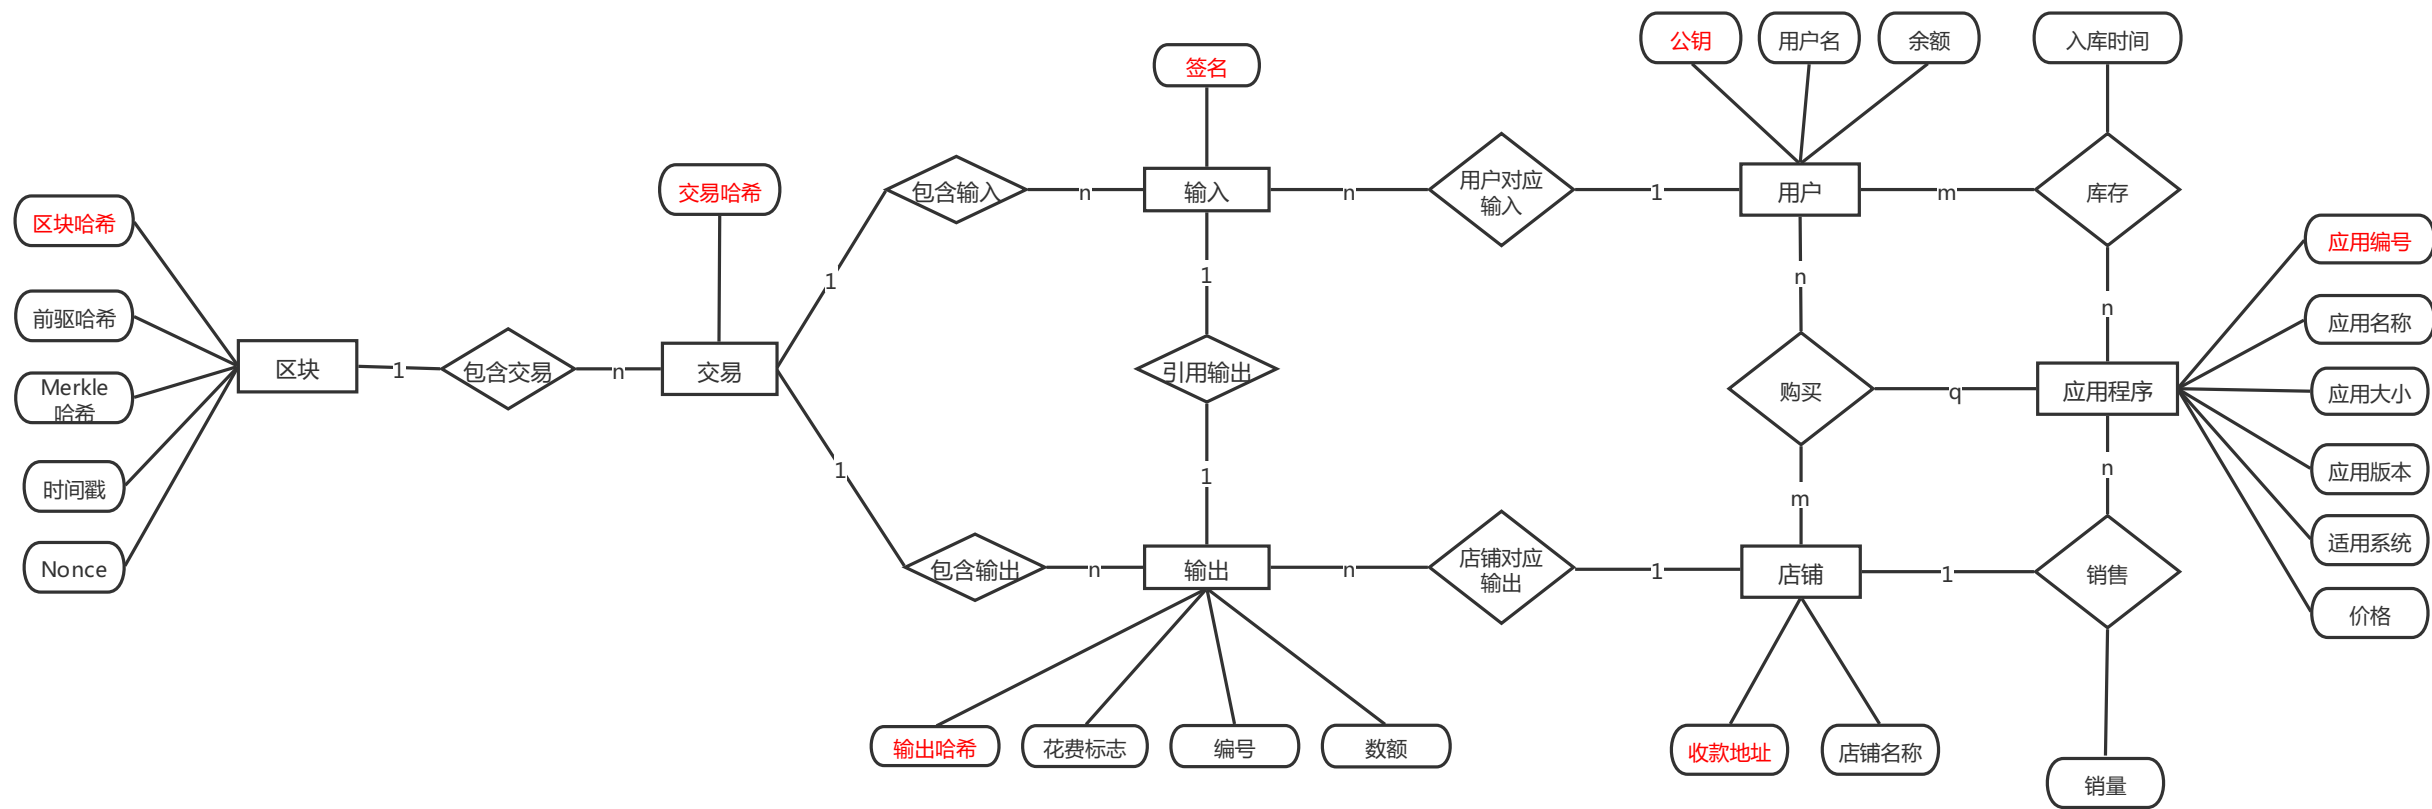 公钥
用户名
余额
入库时间
签名
交易哈希
包含输入
n
输入
n
用户对应
输入
1
用户
m
库存
区块哈希
前驱哈希
Merkle
哈希
时间戳
Nonce
区块
1
包含交易
n
交易
1
1
1
引用输出
1
n
购买
q
m
n
应用程序
n
应用编号
应用名称
应用大小
应用版本
适用系统
价格
包含输出
n
输出
n
店铺对应
输出
1
店铺
1
销售
输出哈希
花费标志
编号
数额
收款地址
店铺名称
销量